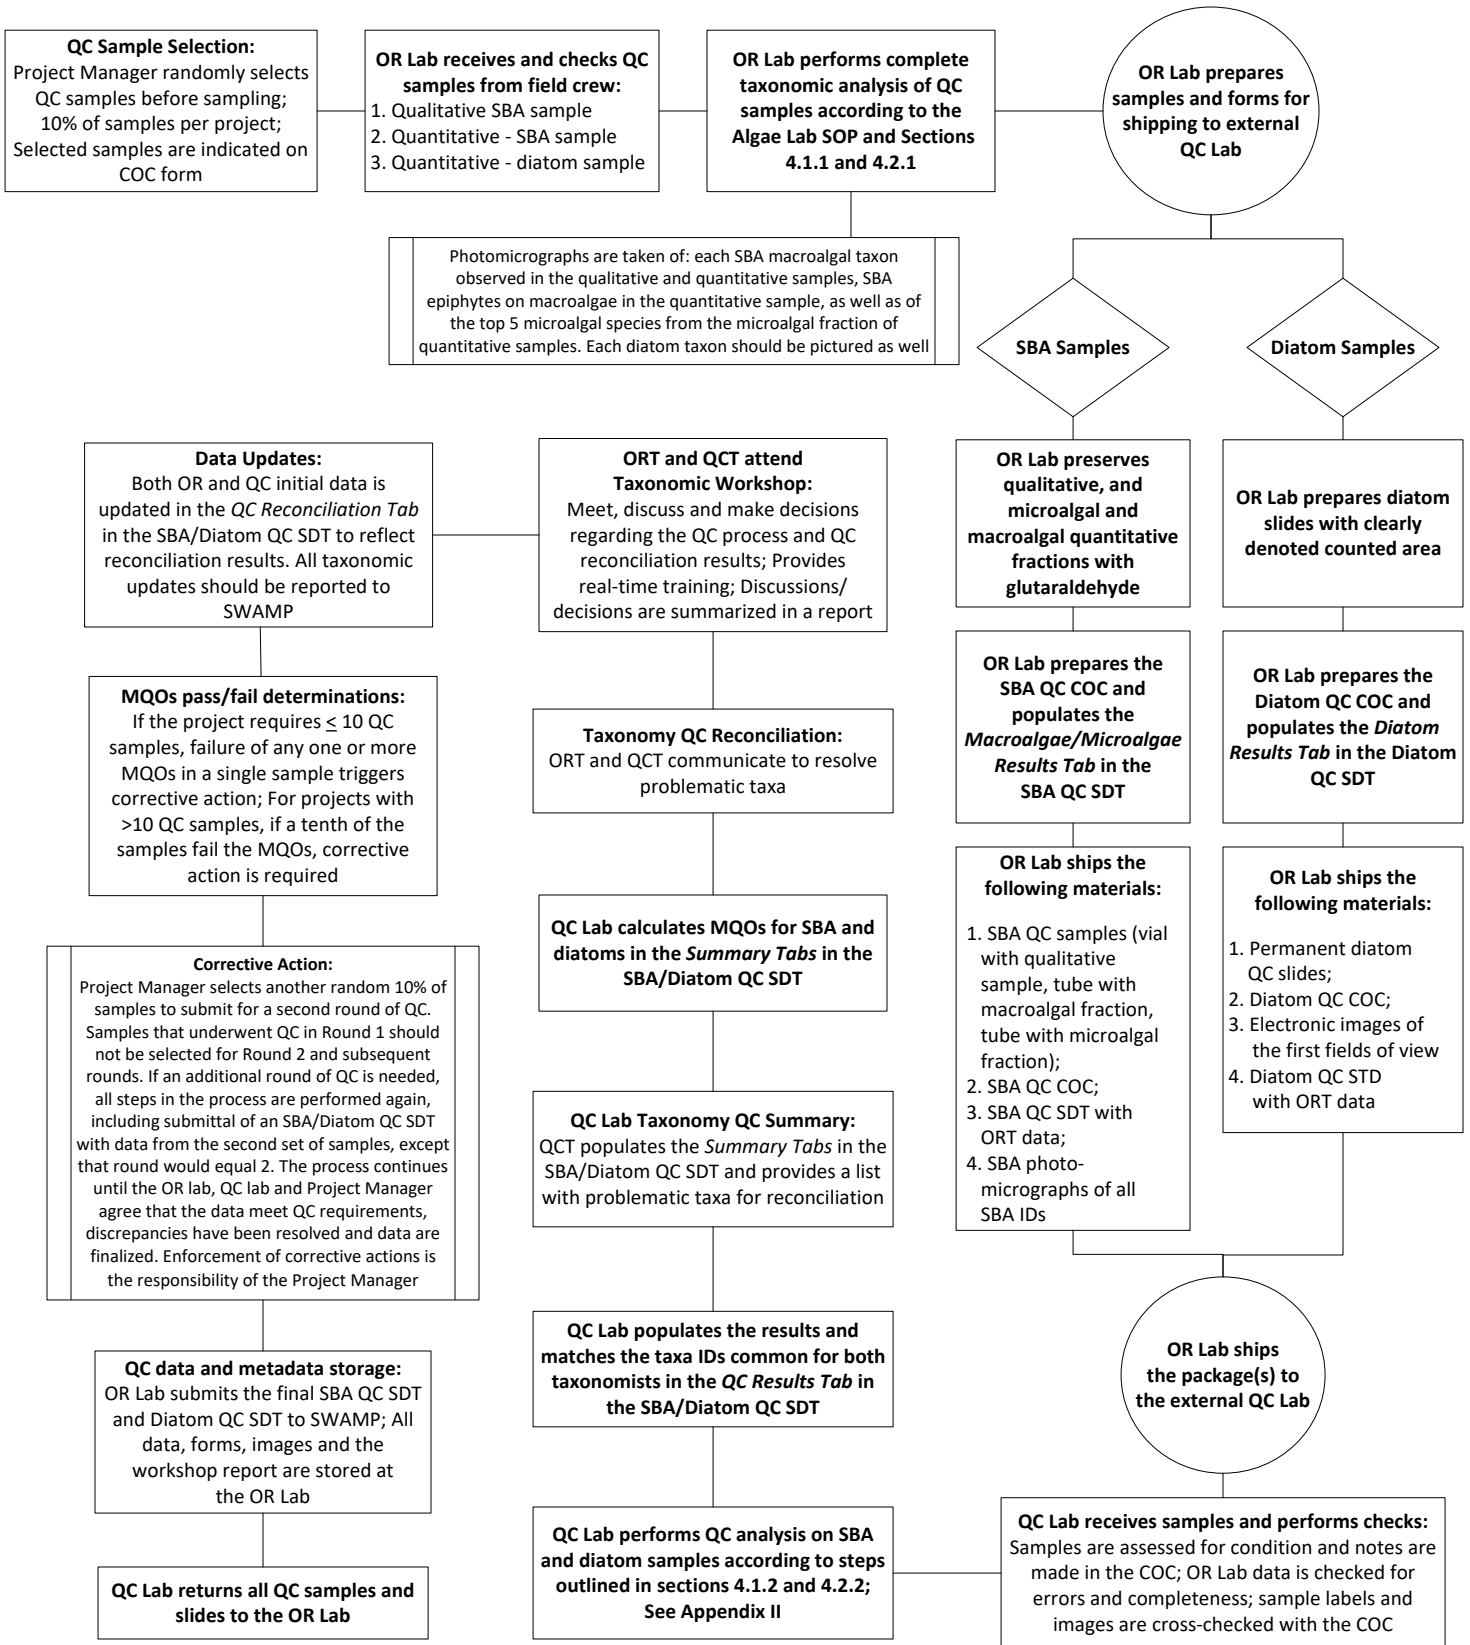 QC Sample Selection:
Project Manager randomly selects
QC samples before sampling;
10% of samples per project;
Selected samples are indicated on
COC form
OR Lab receives and checks QC
samples from field crew:
1. Qualitative SBA sample
2. Quantitative - SBA sample
3. Quantitative - diatom sample
OR Lab performs complete
taxonomic analysis of QC
samples according to the
Algae Lab SOP and Sections
4.1.1 and 4.2.1
OR Lab prepares
samples and forms for
shipping to external
QC Lab
Photomicrographs are taken of: each SBA macroalgal taxon
observed in the qualitative and quantitative samples, SBA
epiphytes on macroalgae in the quantitative sample, as well as of
the top 5 microalgal species from the microalgal fraction of
quantitative samples. Each diatom taxon should be pictured as well
SBA Samples
Diatom Samples
OR Lab preserves
qualitative, and
microalgal and
macroalgal quantitative
fractions with
glutaraldehyde
OR Lab prepares diatom
slides with clearly
denoted counted area
OR Lab prepares the
SBA QC COC and
populates the
Macroalgae/Microalgae
Results Tab in the
SBA QC SDT
OR Lab prepares the
Diatom QC COC and
populates the Diatom
Results Tab in the Diatom
QC SDT
OR Lab ships the
following materials:
1. SBA QC samples (vial
with qualitative
sample, tube with
macroalgal fraction,
tube with microalgal
fraction);
2. SBA QC COC;
3. SBA QC SDT with
ORT data;
4. SBA photo-
micrographs of all
SBA IDs
OR Lab ships the
following materials:
1. Permanent diatom
QC slides;
2. Diatom QC COC;
3. Electronic images of
the first fields of view
4. Diatom QC STD
with ORT data
OR Lab ships
the package(s) to
the external QC Lab
QC Lab receives samples and performs checks:
Samples are assessed for condition and notes are
made in the COC; OR Lab data is checked for
errors and completeness; sample labels and
images are cross-checked with the COC
QC Lab performs QC analysis on SBA
and diatom samples according to steps
outlined in sections 4.1.2 and 4.2.2;
See Appendix II
QC Lab populates the results and
matches the taxa IDs common for both
taxonomists in the QC Results Tab in
the SBA/Diatom QC SDT
QC Lab Taxonomy QC Summary:
QCT populates the Summary Tabs in the
SBA/Diatom QC SDT and provides a list
with problematic taxa for reconciliation
QC Lab calculates MQOs for SBA and
diatoms in the Summary Tabs in the
SBA/Diatom QC SDT
Taxonomy QC Reconciliation:
ORT and QCT communicate to resolve
problematic taxa
ORT and QCT attend
Taxonomic Workshop:
Meet, discuss and make decisions
regarding the QC process and QC
reconciliation results; Provides
real-time training; Discussions/
decisions are summarized in a report
Data Updates:
Both OR and QC initial data is
updated in the QC Reconciliation Tab
in the SBA/Diatom QC SDT to reflect
reconciliation results. All taxonomic
updates should be reported to
SWAMP
MQOs pass/fail determinations:
If the project requires ≤ 10 QC
samples, failure of any one or more
MQOs in a single sample triggers
corrective action; For projects with
>10 QC samples, if a tenth of the
samples fail the MQOs, corrective
action is required
Corrective Action:
Project Manager selects another random 10% of
samples to submit for a second round of QC.
Samples that underwent QC in Round 1 should
not be selected for Round 2 and subsequent
rounds. If an additional round of QC is needed,
all steps in the process are performed again,
including submittal of an SBA/Diatom QC SDT
with data from the second set of samples, except
that round would equal 2. The process continues
until the OR lab, QC lab and Project Manager
agree that the data meet QC requirements,
discrepancies have been resolved and data are
finalized. Enforcement of corrective actions is
the responsibility of the Project Manager
QC data and metadata storage:
OR Lab submits the final SBA QC SDT
and Diatom QC SDT to SWAMP; All
data, forms, images and the
workshop report are stored at
the OR Lab
QC Lab returns all QC samples and
slides to the OR Lab